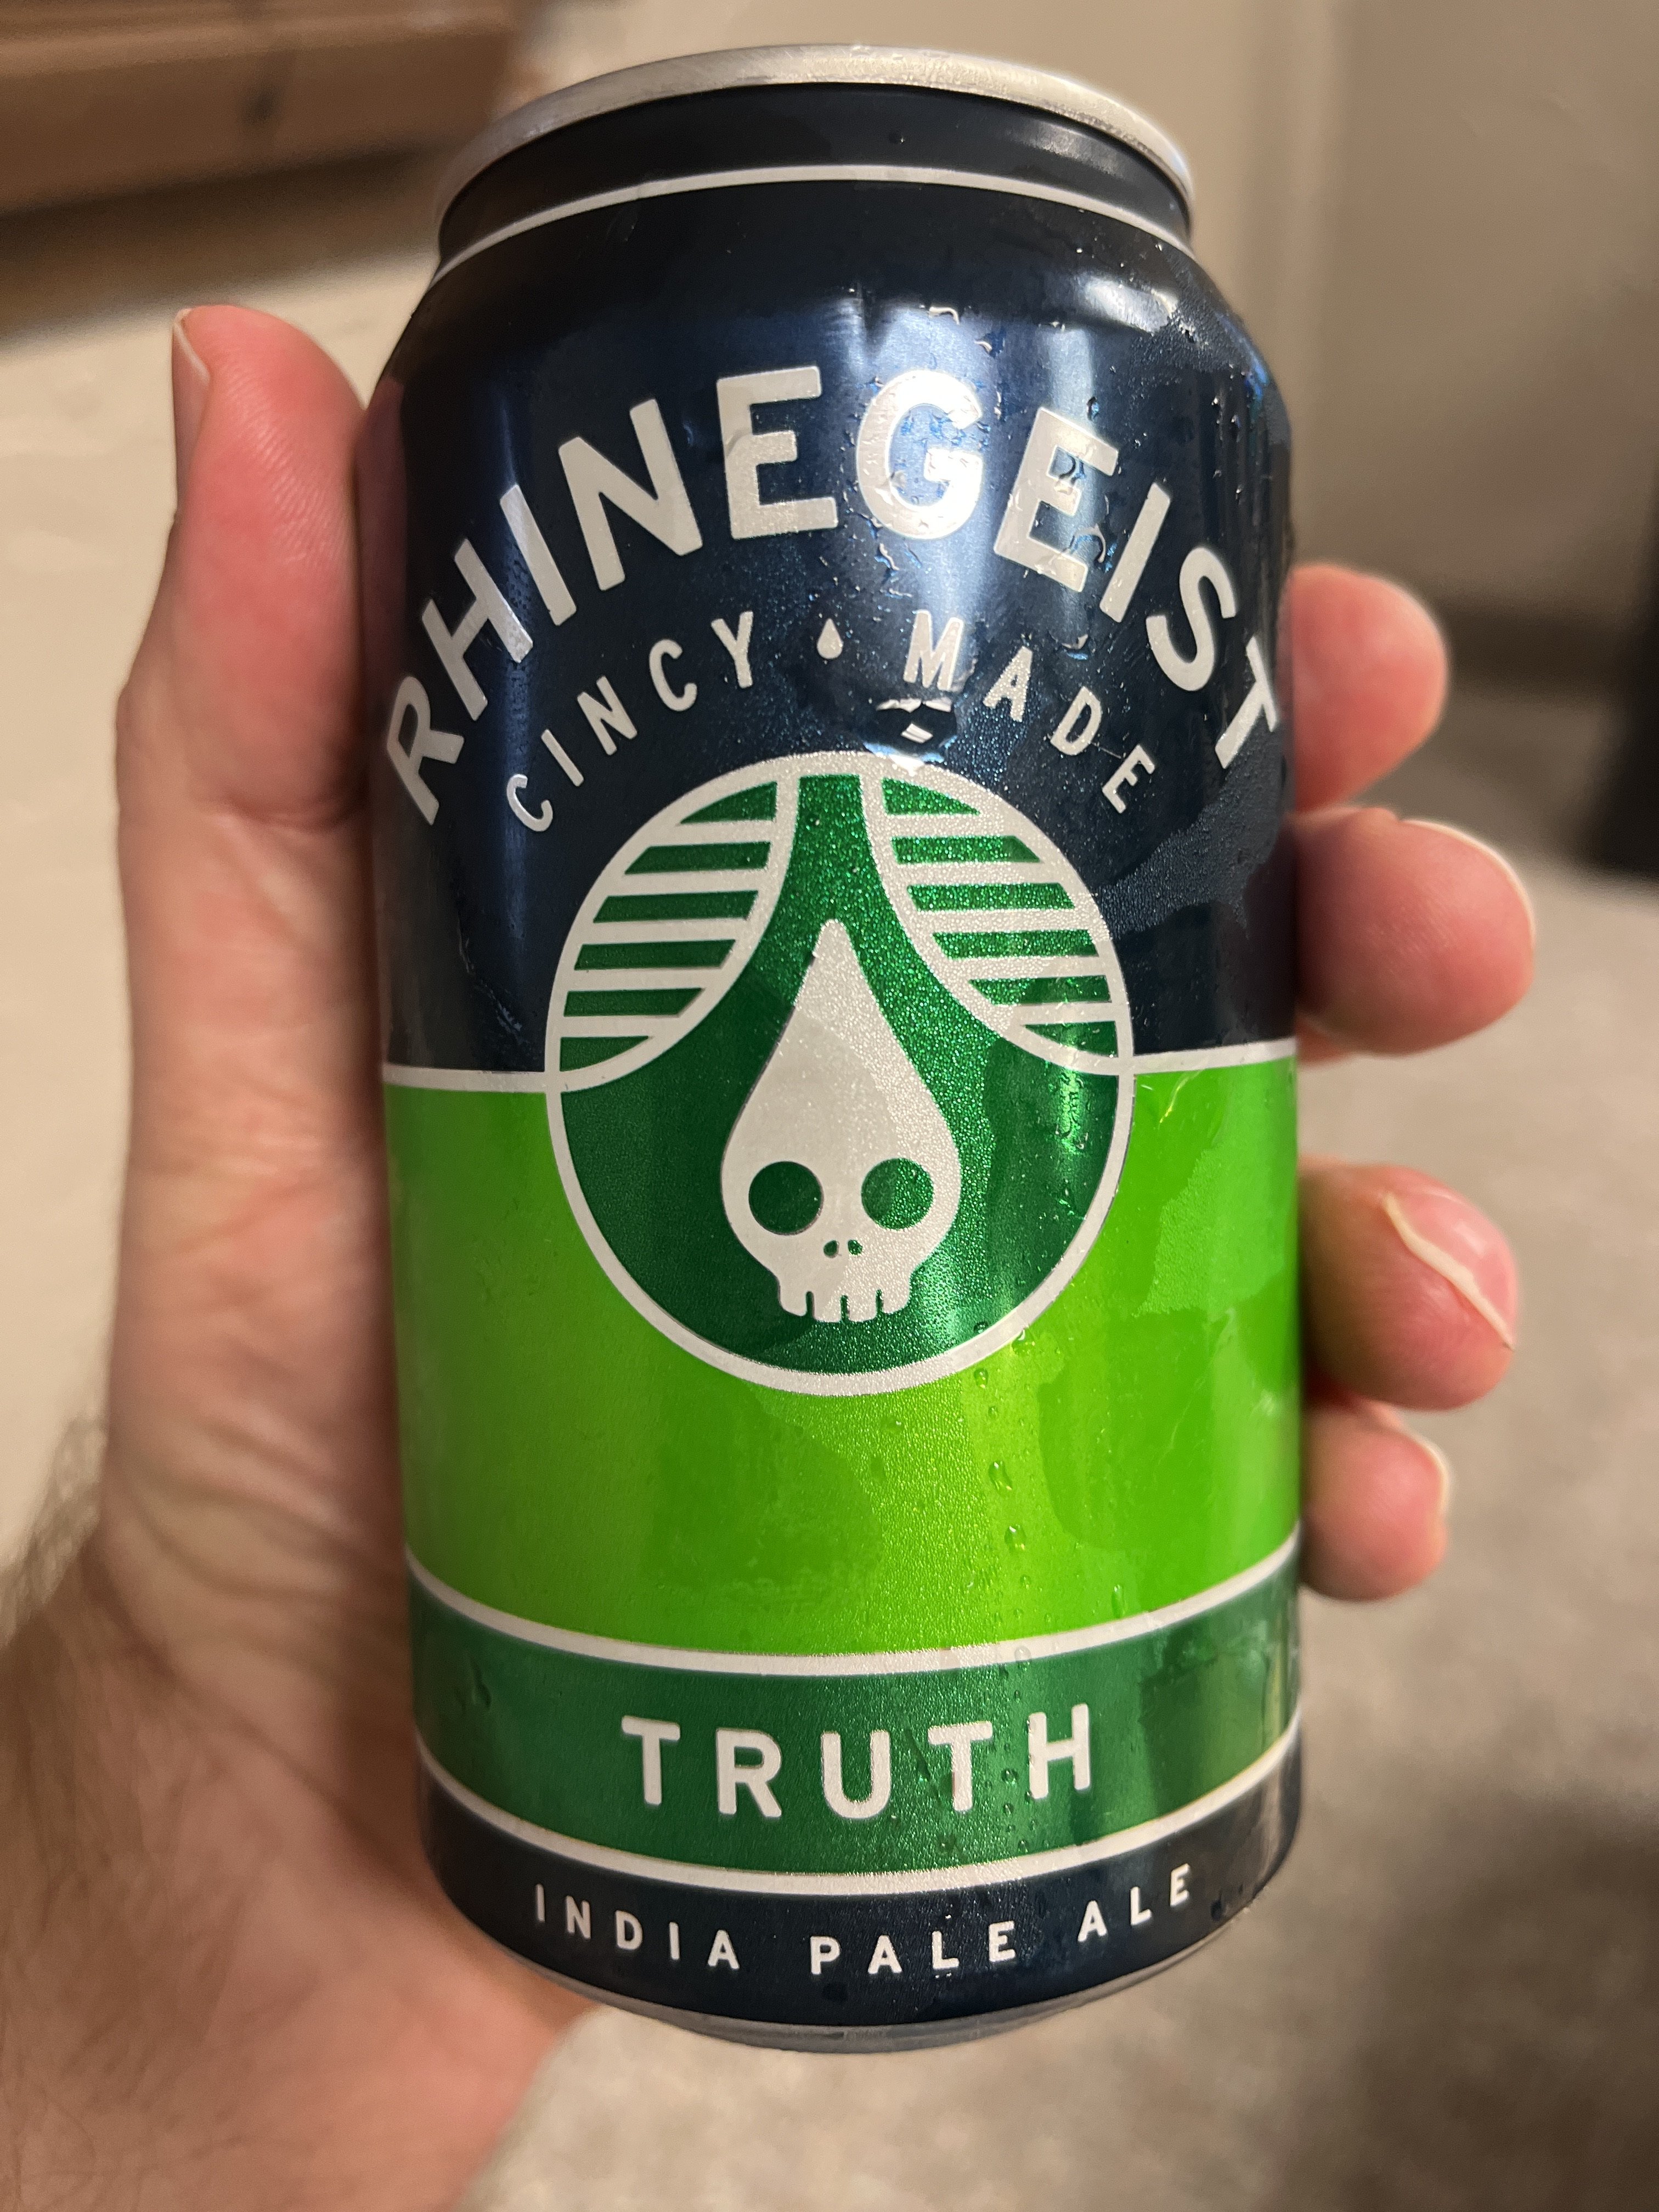 RHINEGEIST
CINCY MADE
TRUTH
INDIA PALE ALE